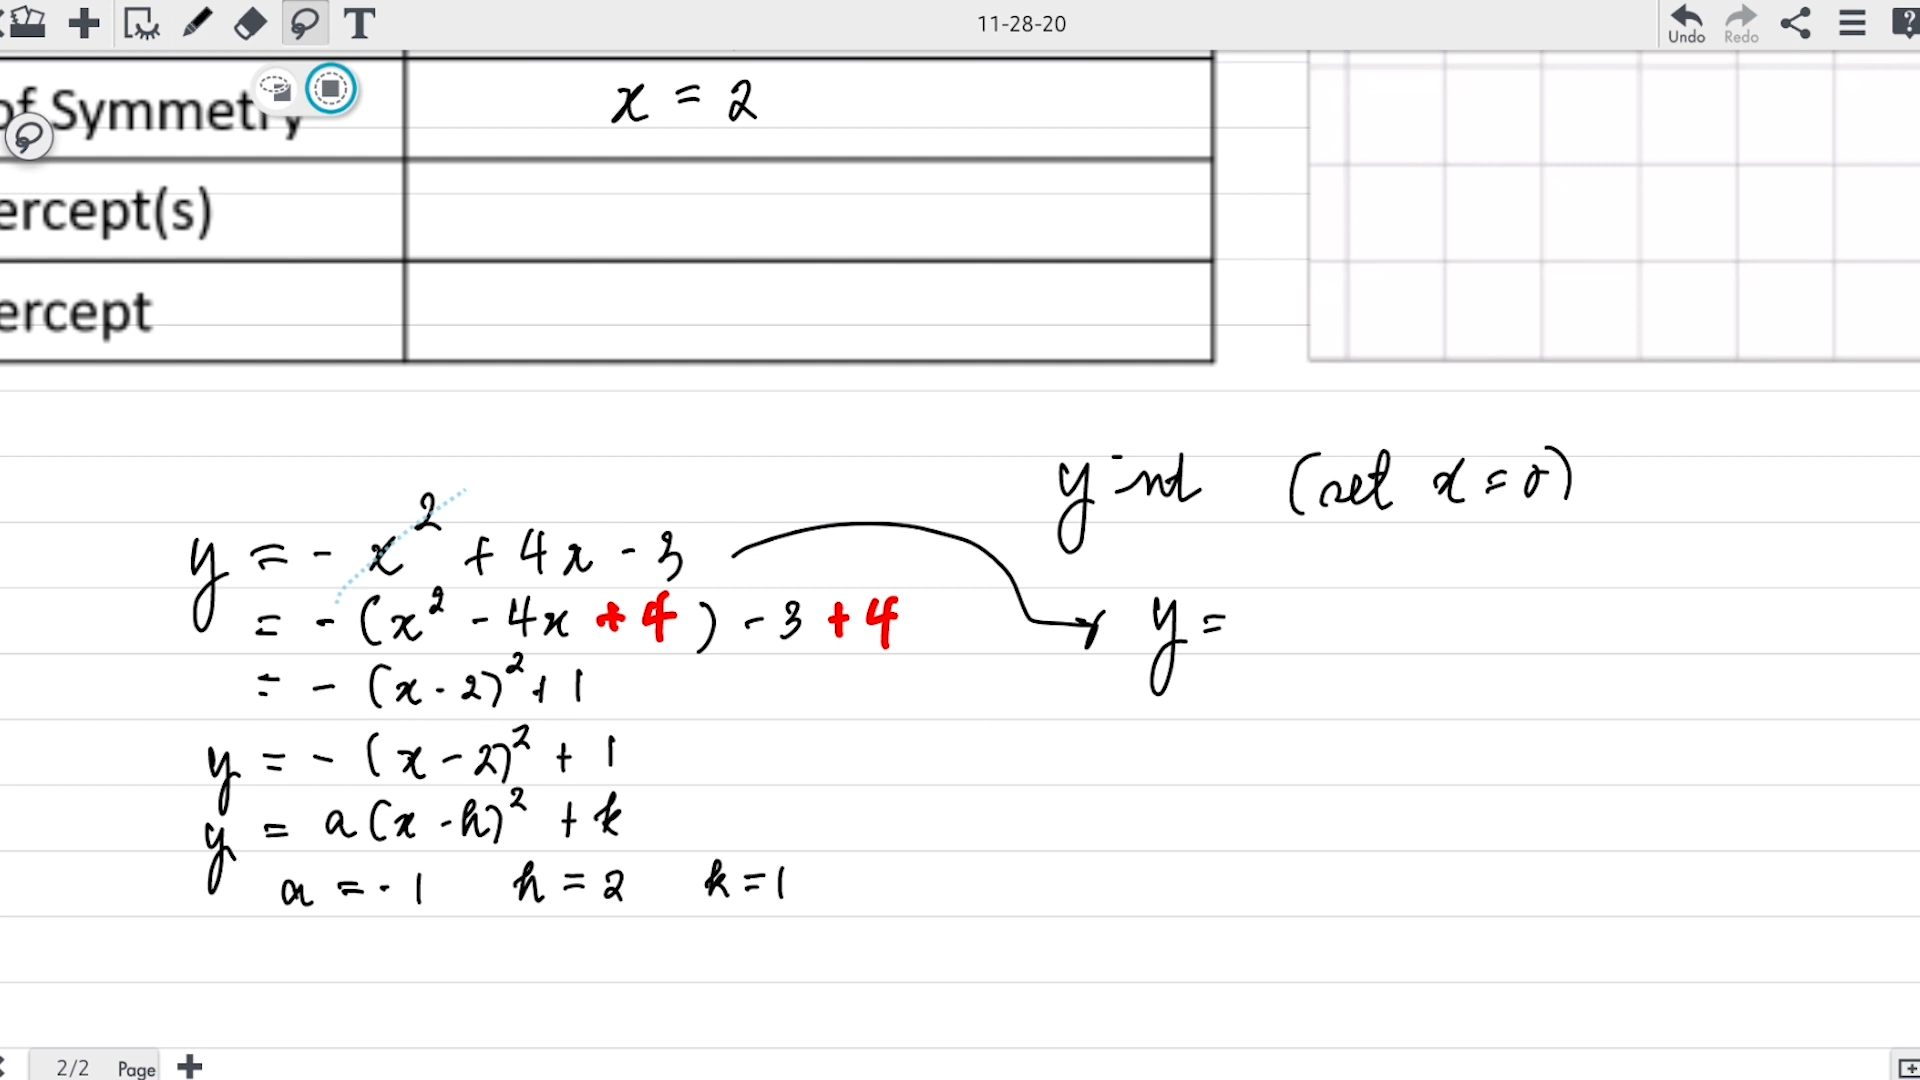 T 11-28-20 Undo Redo ?
of Symmetry x = 2
ercept(s)
ercept
y-int (set x = 0)
y = - x² + 4x - 3
= - (x² - 4x + 4) - 3 + 4
y =
= - (x - 2)² + 1
y = - (x - 2)² + 1
y = a(x - h)² + k
a = -1 h = 2 k = 1
2/2 Page